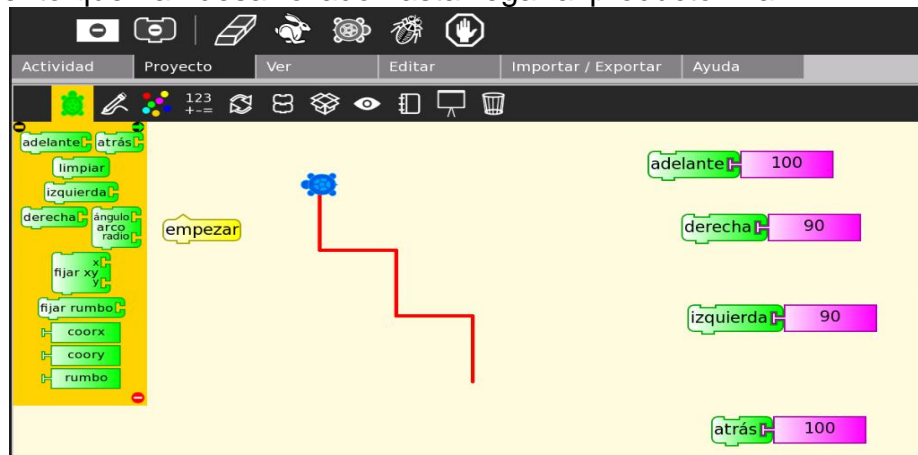 Actividad Proyecto Ver Editar Importar / Exportar Ayuda
123
+-=
adelante atrás
limpiar
izquierda
derecha ángulo
arco
radio
fijar xy x
y
fijar rumbo
coorx
coory
rumbo
empezar
adelante 100
derecha 90
izquierda 90
atrás 100